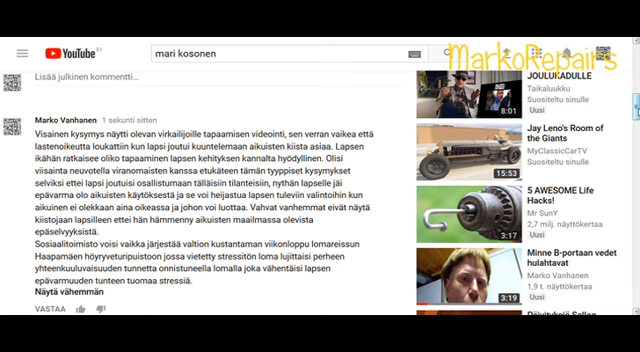 MarkoRepairs
YouTube FI
mari kosonen
Lisää julkinen kommentti...
Marko Vanhanen 1 sekunti sitten
Visainen kysymys näytti olevan virkailijoille tapaamisen videointi, sen verran vaikea että
lastenoikeutta loukattiin kun lapsi joutui kuuntelemaan aikuisten kiista asiaa. Lapsen
ikähän ratkaisee oliko tapaaminen lapsen kehityksen kannalta hyödyllinen. Olisi
viisainta neuvotella viranomaisten kanssa etukäteen tämän tyyppiset kysymykset
selviksi ettei lapsi joutuisi osallistumaan tälläisiin tilanteisiin, nythän lapselle jäi
epävarma olo aikuisten käytöksestä ja se voi heijastua lapsen tuleviin valintoihin kun
aikuinen ei olekkaan aina oikeassa ja johon voi luottaa. Vahvat vanhemmat eivät näytä
kiistojaan lapsilleen ettei hän hämmenny aikuisten maailmassa olevista
epäselvyyksistä.
Sosiaalitoimisto voisi vaikka järjestää valtion kustantaman viikonloppu lomareissun
Haapamäen höyryveturipuistoon jossa vietetty stressitön loma lujittaisi perheen
yhteenkuuluvaisuuden tunnetta onnistuneella lomalla joka vähentäisi lapsen
epävarmuuden tunteen tuomaa stressiä.
Näytä vähemmän
VASTAA
JOULUKADULLE
Taikaluukku
Suositeltu sinulle
Uusi
8:01
Jay Leno's Room of
the Giants
MyClassicCarTV
Suositeltu sinulle
15:53
5 AWESOME Life
Hacks!
Mr SunY
2,7 milj. näyttökertaa
Uusi
3:17
Minne B-portaan vedet
hulahtavat
Marko Vanhanen
1,9 t. näyttökertaa
Uusi
3:19